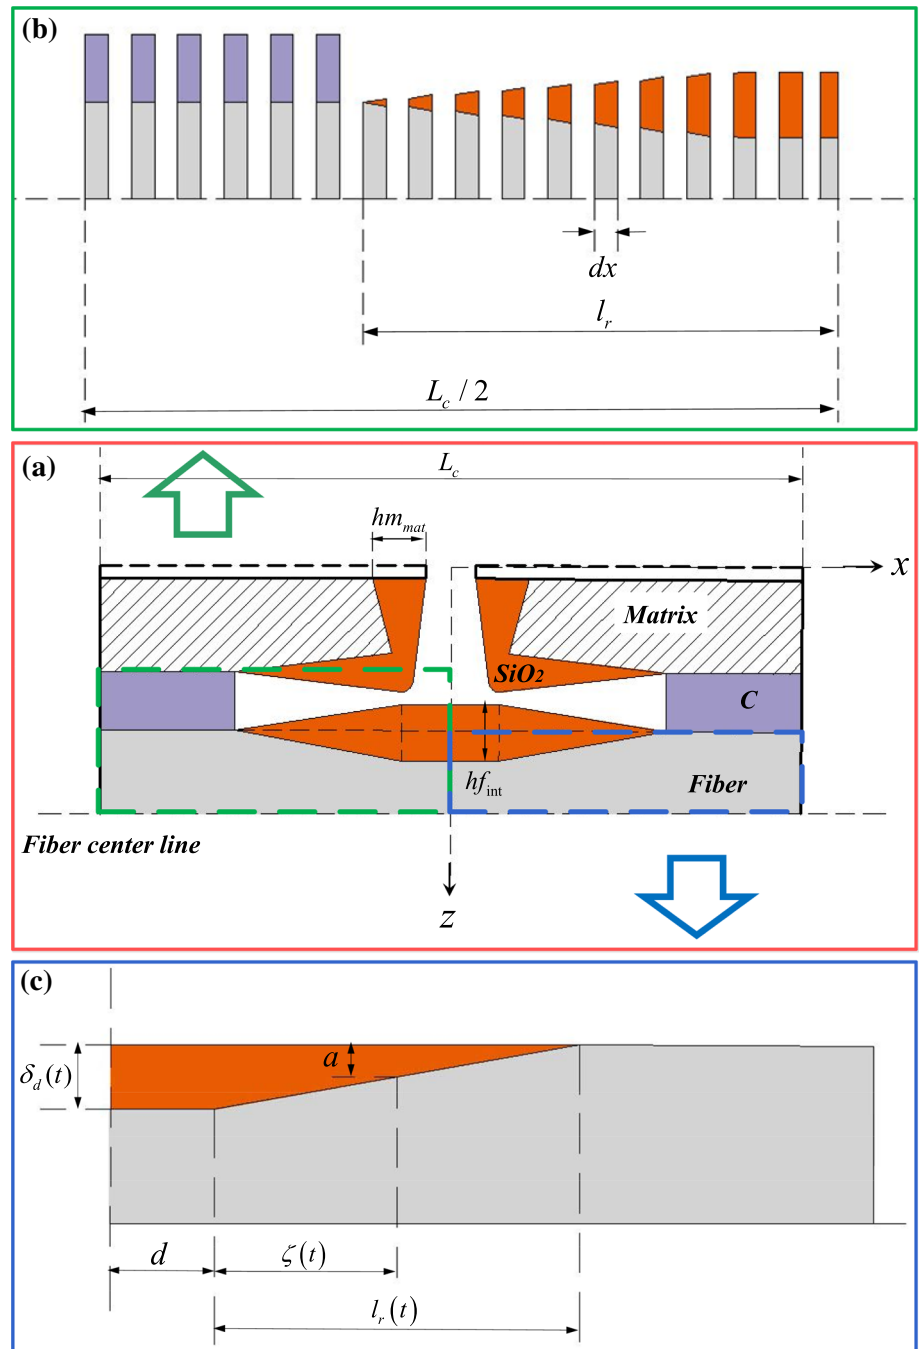 (b)
dx
l_r
L_c / 2
(a)
L_c
hm_mat
x
Matrix
SiO₂
C
hf_int
Fiber
Fiber center line
z
(c)
a
δ_d(t)
d
ζ(t)
l_r(t)